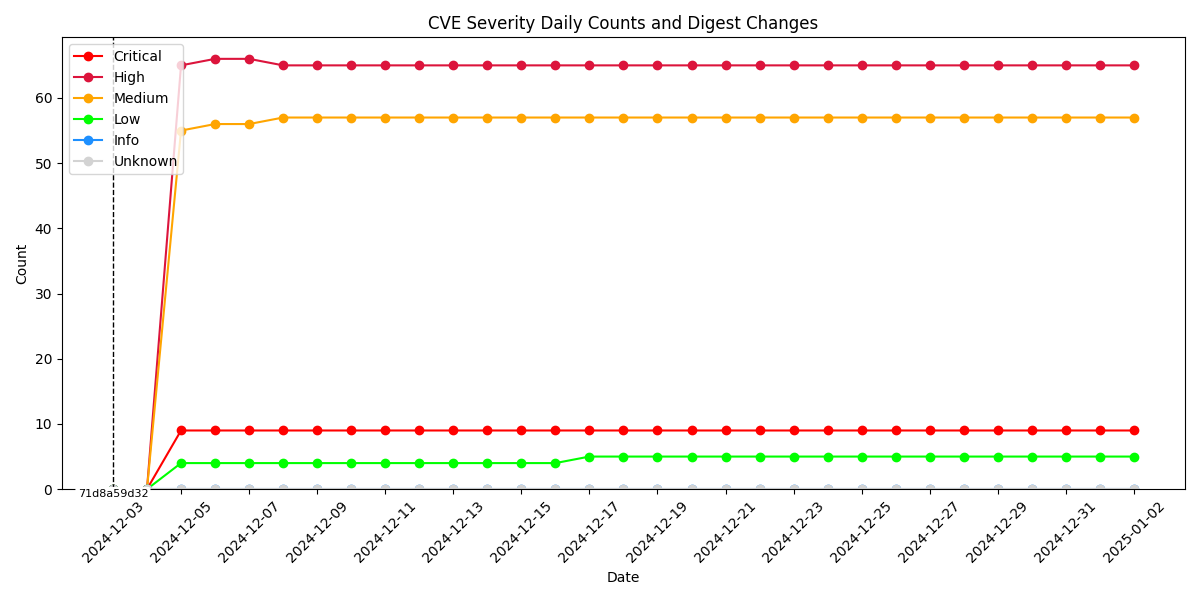 CVE Severity Daily Counts and Digest Changes
Critical
High
Medium
Low
Info
Unknown
Count
60
50
40
30
20
10
0
71d8a59d32
2024-12-03
2024-12-05
2024-12-07
2024-12-09
2024-12-11
2024-12-13
2024-12-15
2024-12-17
2024-12-19
2024-12-21
2024-12-23
2024-12-25
2024-12-27
2024-12-29
2024-12-31
2025-01-02
Date